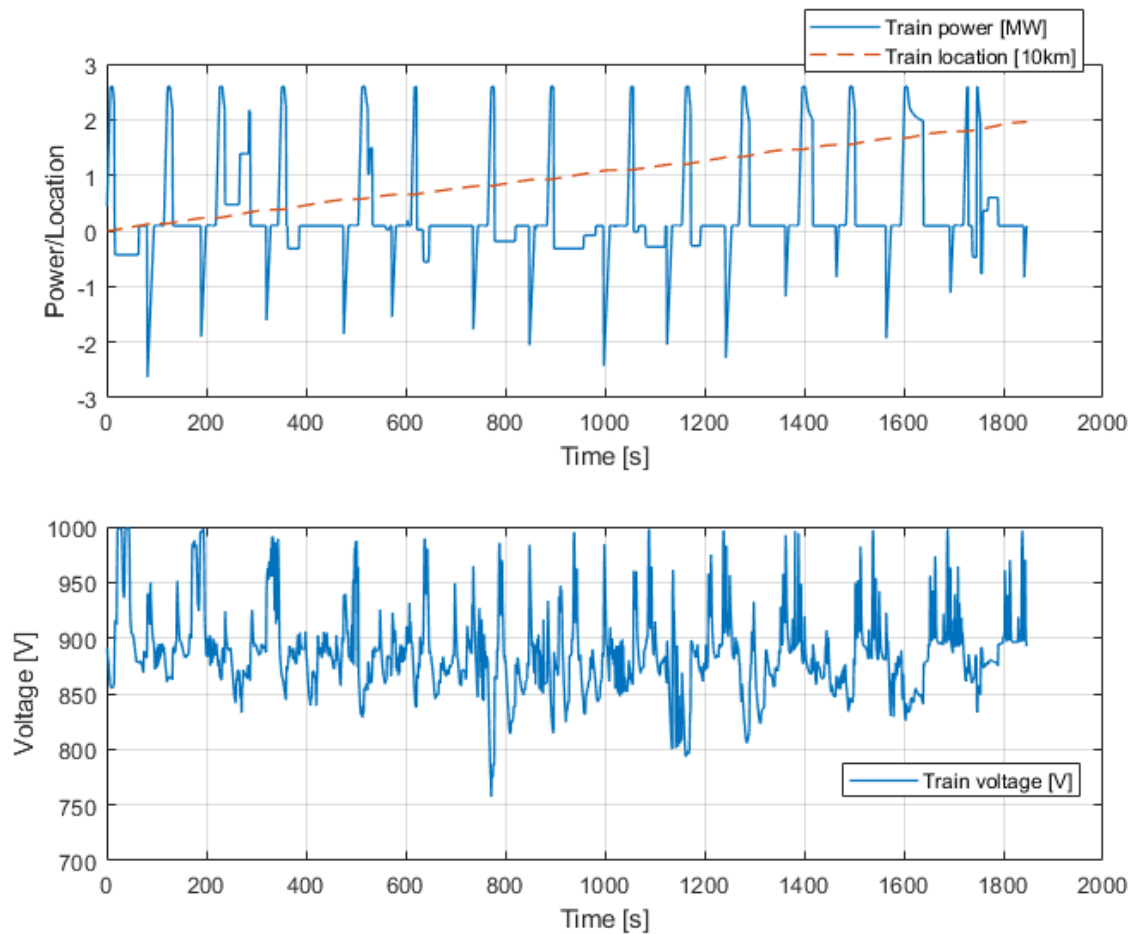 Train power [MW]
Train location [10km]
3
2
1
0
-1
-2
-3
Power/Location
0 200 400 600 800 1000 1200 1400 1600 1800 2000
Time [s]
1000
950
900
850
800
750
700
Voltage [V]
Train voltage [V]
0 200 400 600 800 1000 1200 1400 1600 1800 2000
Time [s]